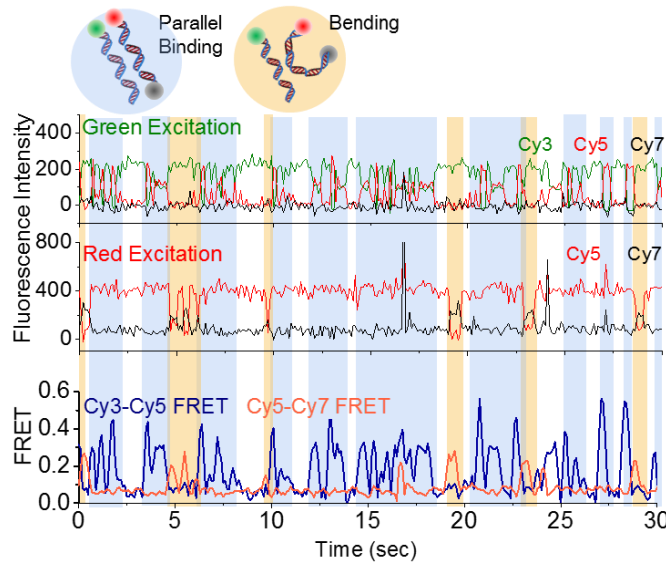 Parallel
Binding
Bending
Green Excitation
Cy3
Cy5
Cy7
400
200
0
Fluorescence Intensity
Red Excitation
Cy5
Cy7
800
400
0
Cy3-Cy5 FRET
Cy5-Cy7 FRET
FRET
0.6
0.4
0.2
0.0
0
5
10
15
20
25
30
Time (sec)